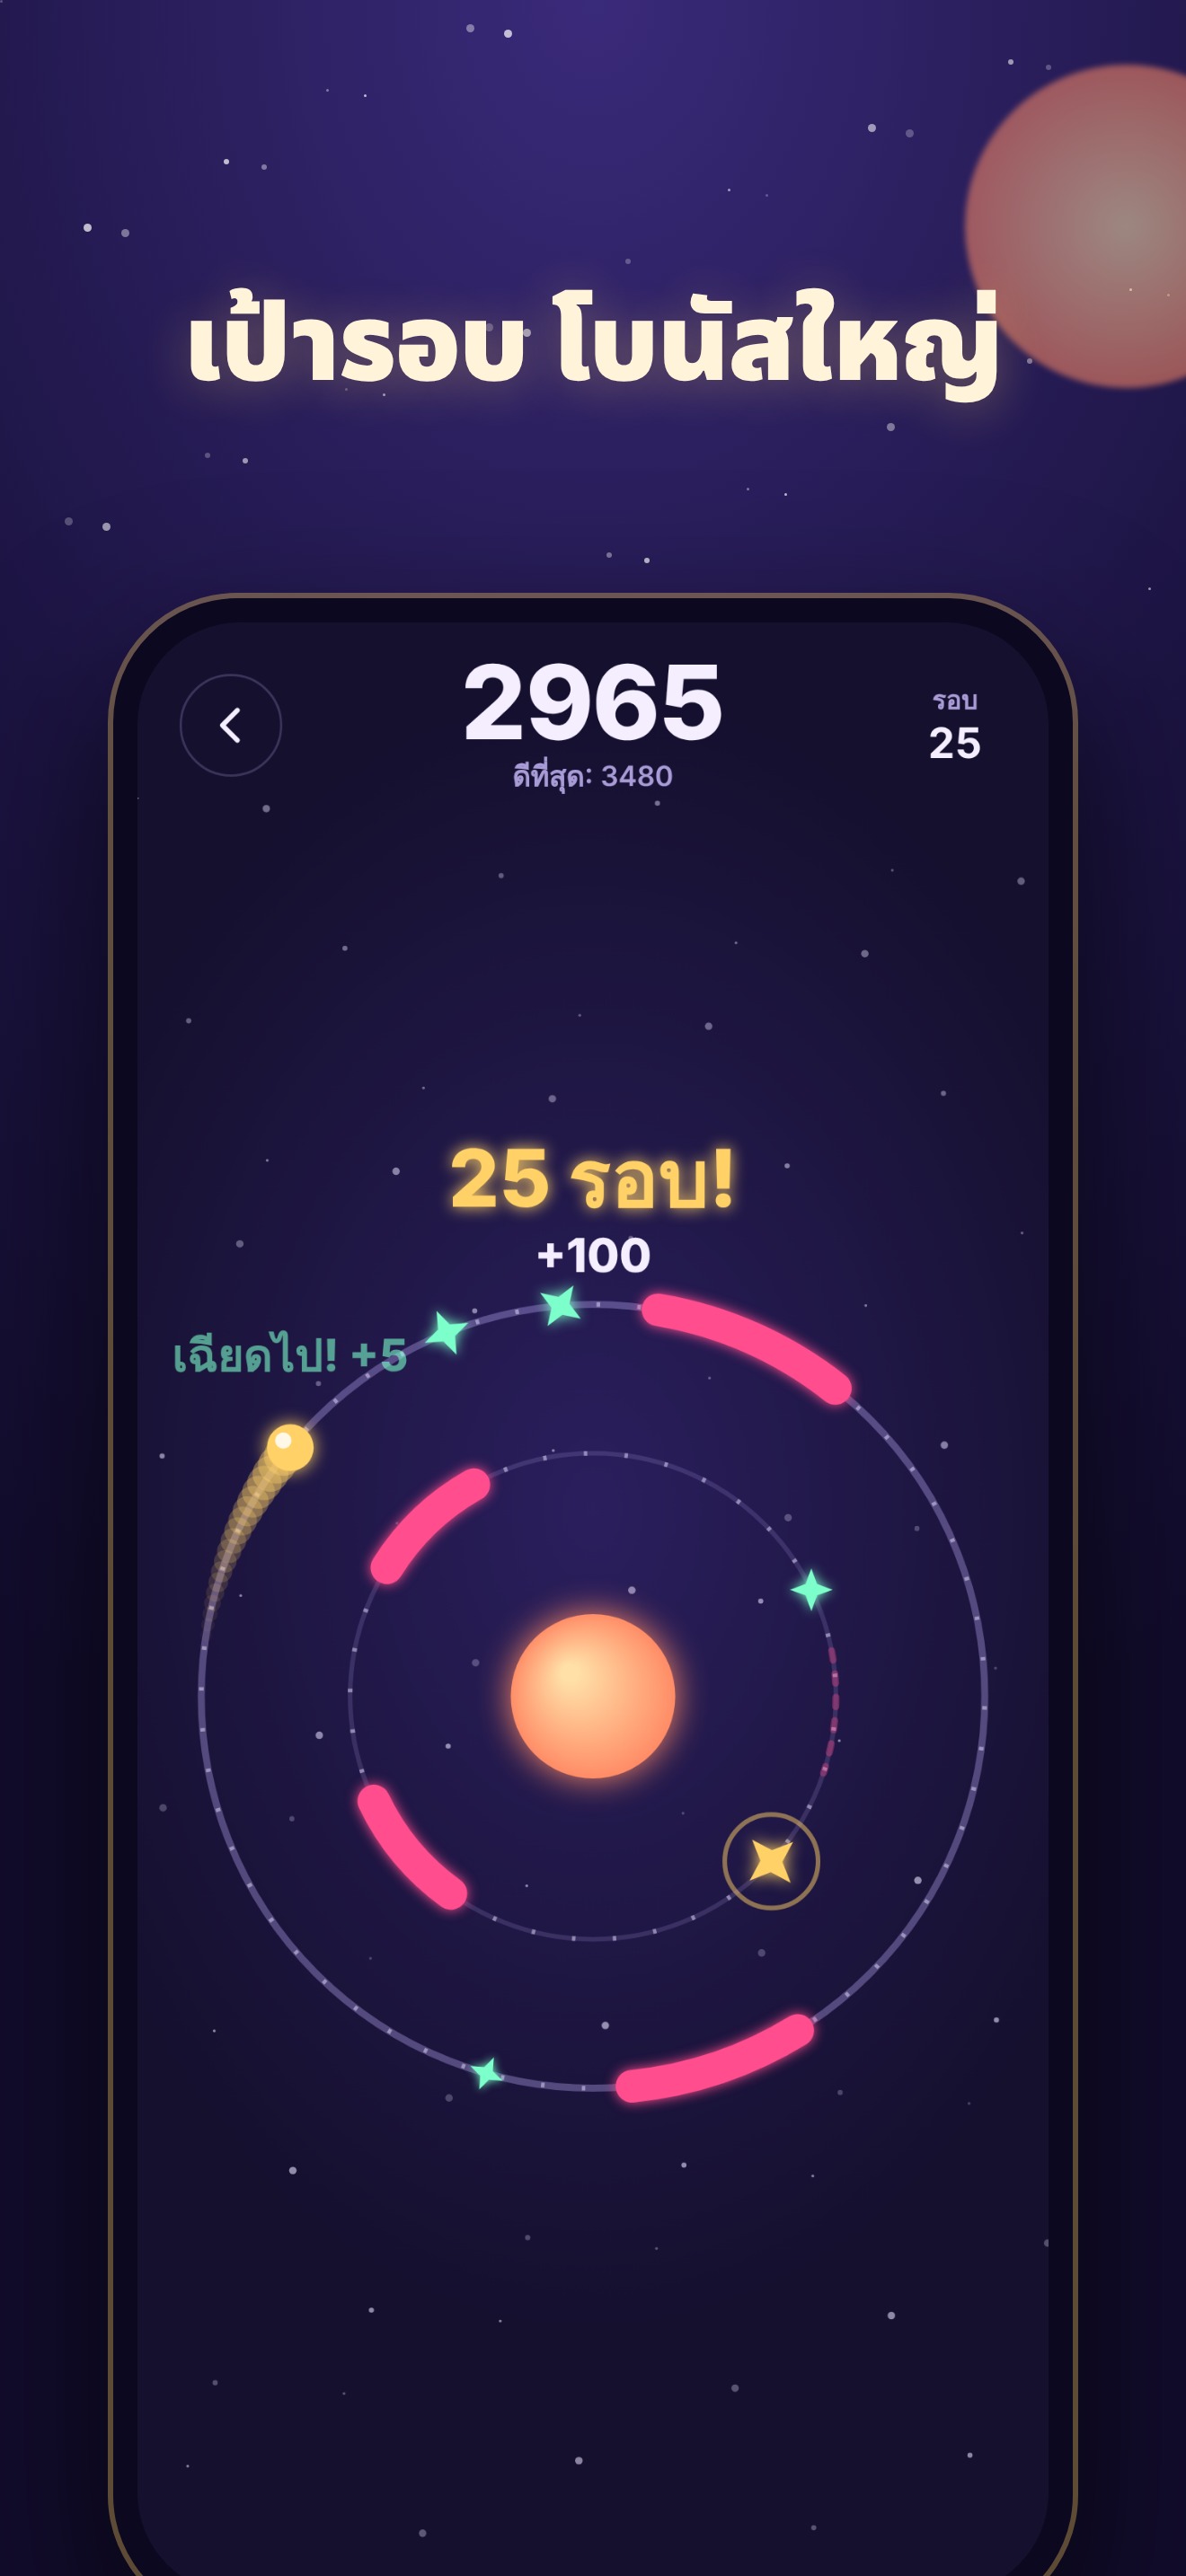 เป้ารอบ โบนัสใหญ่
2965
ดีที่สุด: 3480
รอบ
25
25 รอบ!
+100
เฉียดไป! +5